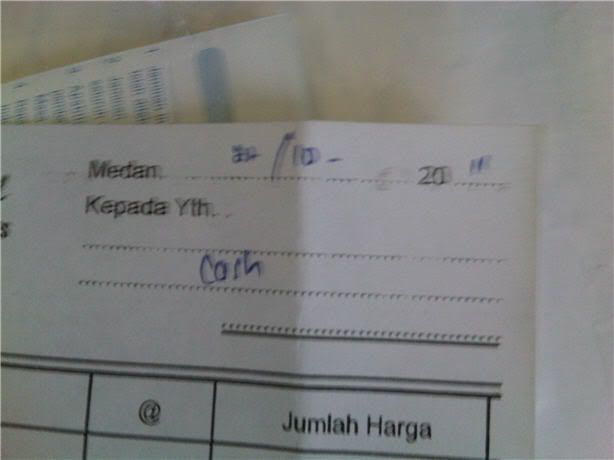 Medan. /10 - 20
Kepada Yth.
Cash
@ Jumlah Harga